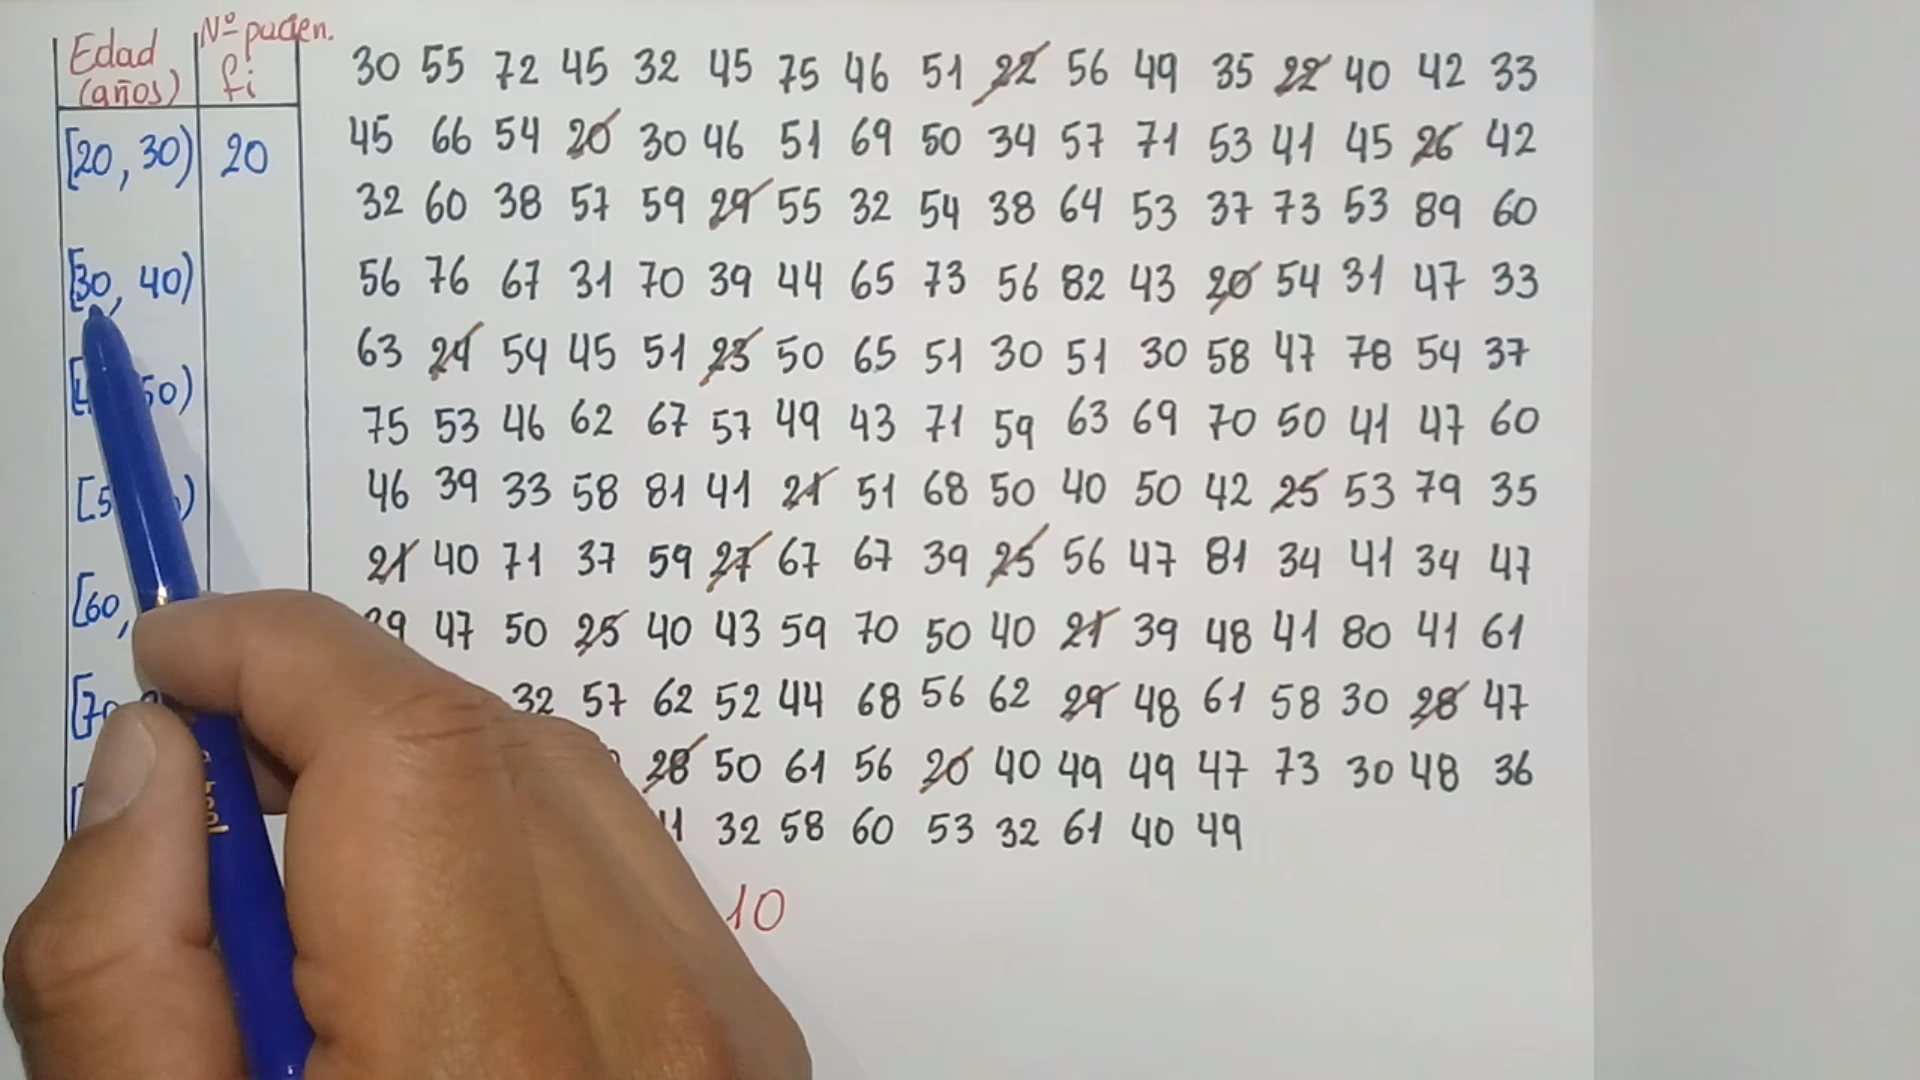 Edad Nº pacien.
(años) fi
[20, 30) 20
[30, 40)
50)
[60,
[70
30 55 72 45 32 45 75 46 51 22 56 49 35 22 40 42 33
45 66 54 20 30 46 51 69 50 34 57 71 53 41 45 26 42
32 60 38 57 59 29 55 32 54 38 64 53 37 73 53 89 60
56 76 67 31 70 39 44 65 73 56 82 43 20 54 31 47 33
63 24 54 45 51 23 50 65 51 30 51 30 58 47 78 54 37
75 53 46 62 67 57 49 43 71 59 63 69 70 50 41 47 60
46 39 33 58 81 41 21 51 68 50 40 50 42 25 53 79 35
21 40 71 37 59 27 67 67 39 25 56 47 81 34 41 34 47
47 50 25 40 43 59 70 50 40 21 39 48 41 80 41 61
32 57 62 52 44 68 56 62 29 48 61 58 30 28 47
28 50 61 56 20 40 49 49 47 73 30 48 36
32 58 60 53 32 61 40 49
10